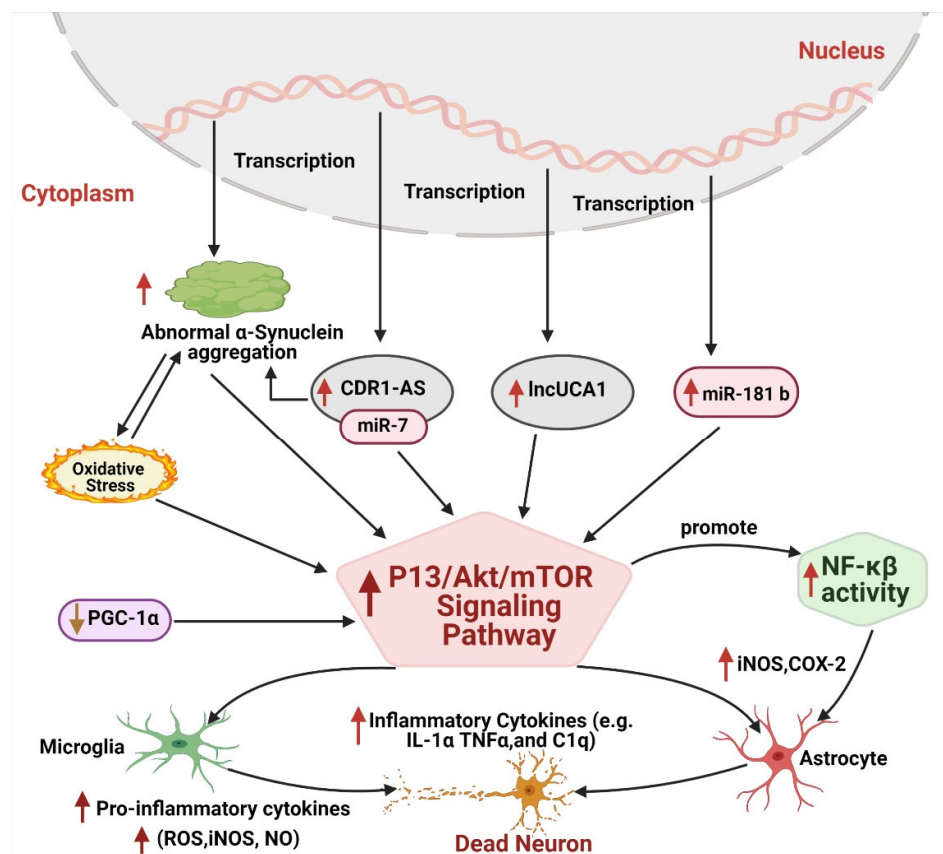 Nucleus
Transcription
Cytoplasm
Transcription
Transcription
Abnormal α-Synuclein
aggregation
CDR1-AS
miR-7
lncUCA1
miR-181 b
Oxidative
Stress
promote
P13/Akt/mTOR
Signaling
Pathway
NF-κβ
activity
PGC-1α
iNOS,COX-2
Microglia
Inflammatory Cytokines (e.g.
IL-1α TNFα,and C1q)
Astrocyte
Pro-inflammatory cytokines
(ROS,iNOS, NO)
Dead Neuron